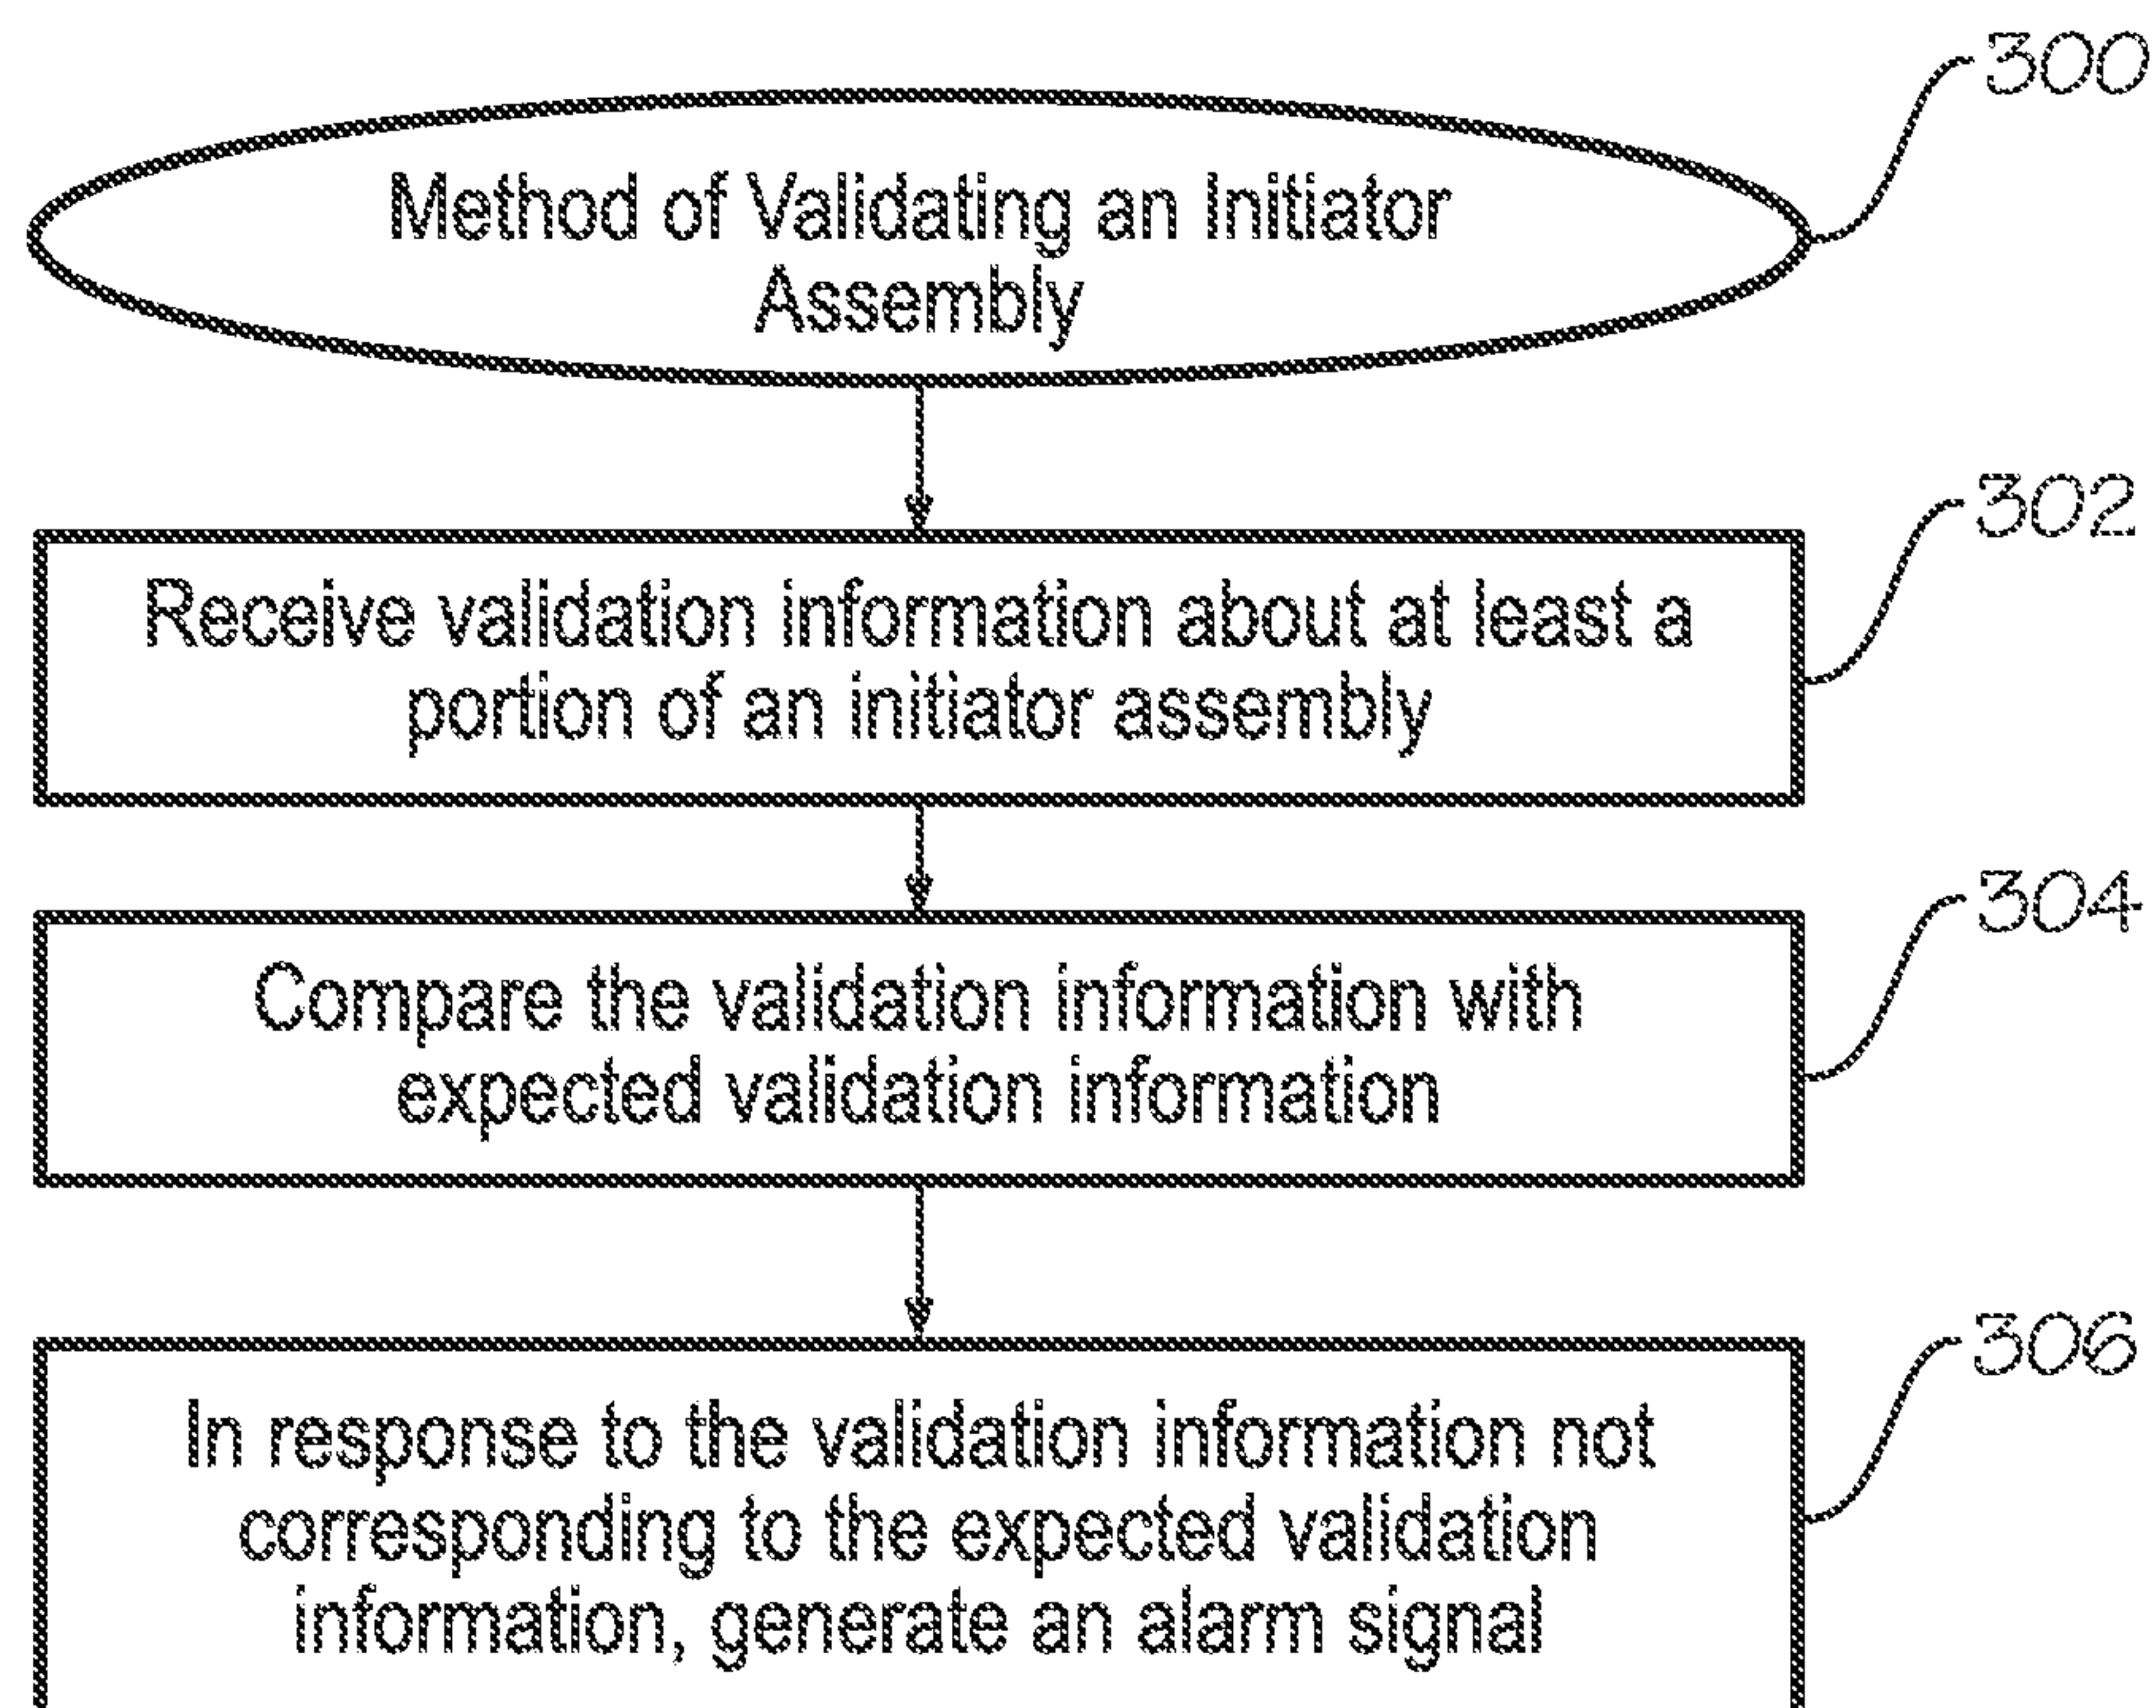 300
Method of Validating an Initiator
Assembly
302
Receive validation information about at least a
portion of an initiator assembly
304
Compare the validation information with
expected validation information
306
In response to the validation information not
corresponding to the expected validation
information, generate an alarm signal